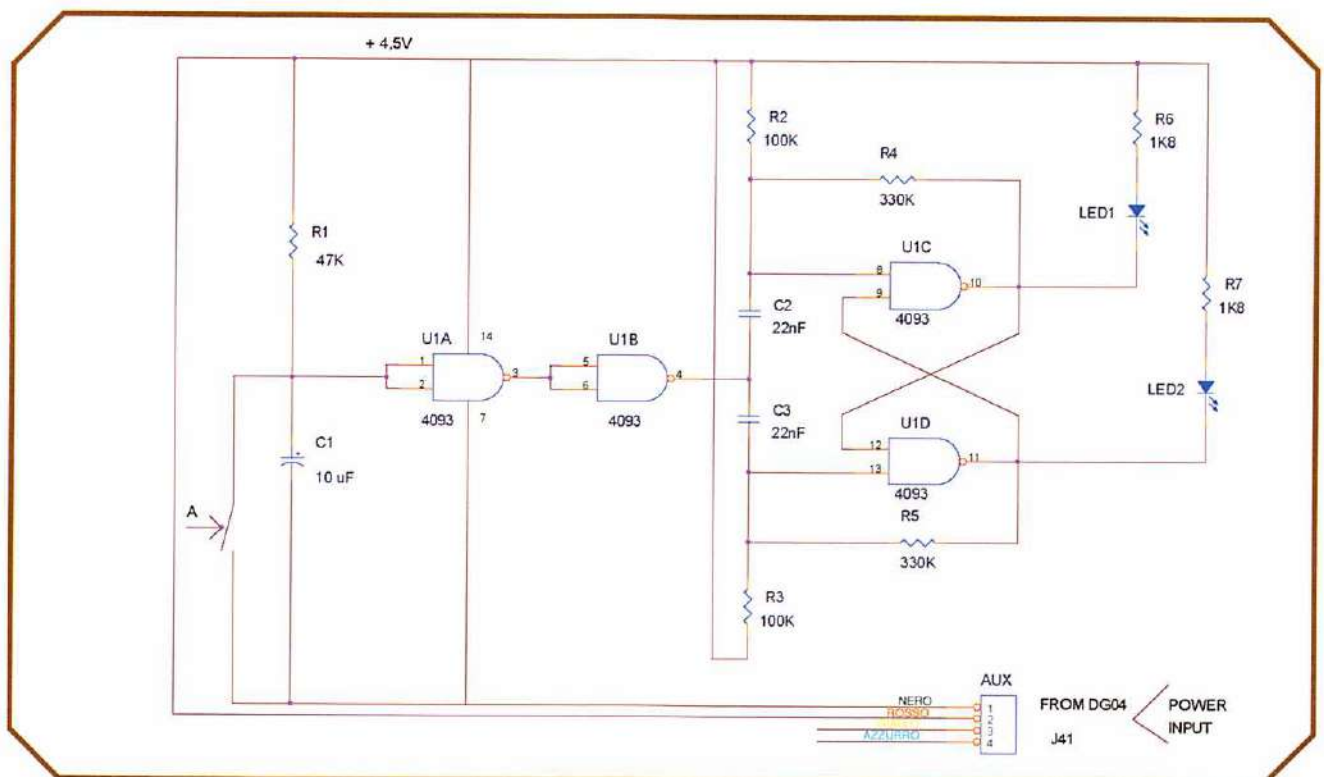 + 4,5V
R2
100K
R6
1K8
R4
330K
LED1
R1
47K
U1C
8
9
10
4093
R7
1K8
C2
22nF
U1A
14
1
2
3
4093
7
U1B
5
6
4
4093
LED2
C3
22nF
U1D
12
13
11
4093
C1
+
10 uF
A
R5
330K
R3
100K
AUX
NERO
1
ROSSO
2
3
AZZURRO
4
FROM DG04
J41
POWER
INPUT